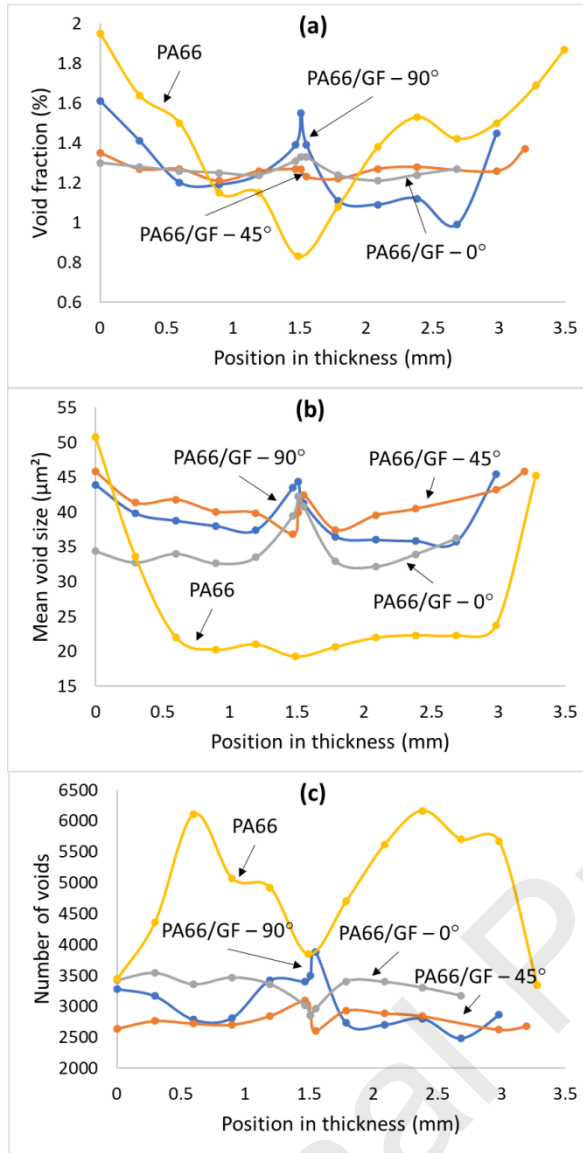 (a)
2
1.8
1.6
1.4
1.2
1
0.8
0.6
Void fraction (%)
PA66
PA66/GF – 90°
PA66/GF – 45°
PA66/GF – 0°
0 0.5 1 1.5 2 2.5 3 3.5
Position in thickness (mm)
(b)
55
50
45
40
35
30
25
20
15
Mean void size (µm²)
PA66/GF – 90°
PA66/GF – 45°
PA66
PA66/GF – 0°
0 0.5 1 1.5 2 2.5 3 3.5
Position in thickness (mm)
(c)
6500
6000
5500
5000
4500
4000
3500
3000
2500
2000
Number of voids
PA66
PA66/GF – 90°
PA66/GF – 0°
PA66/GF – 45°
0 0.5 1 1.5 2 2.5 3 3.5
Position in thickness (mm)